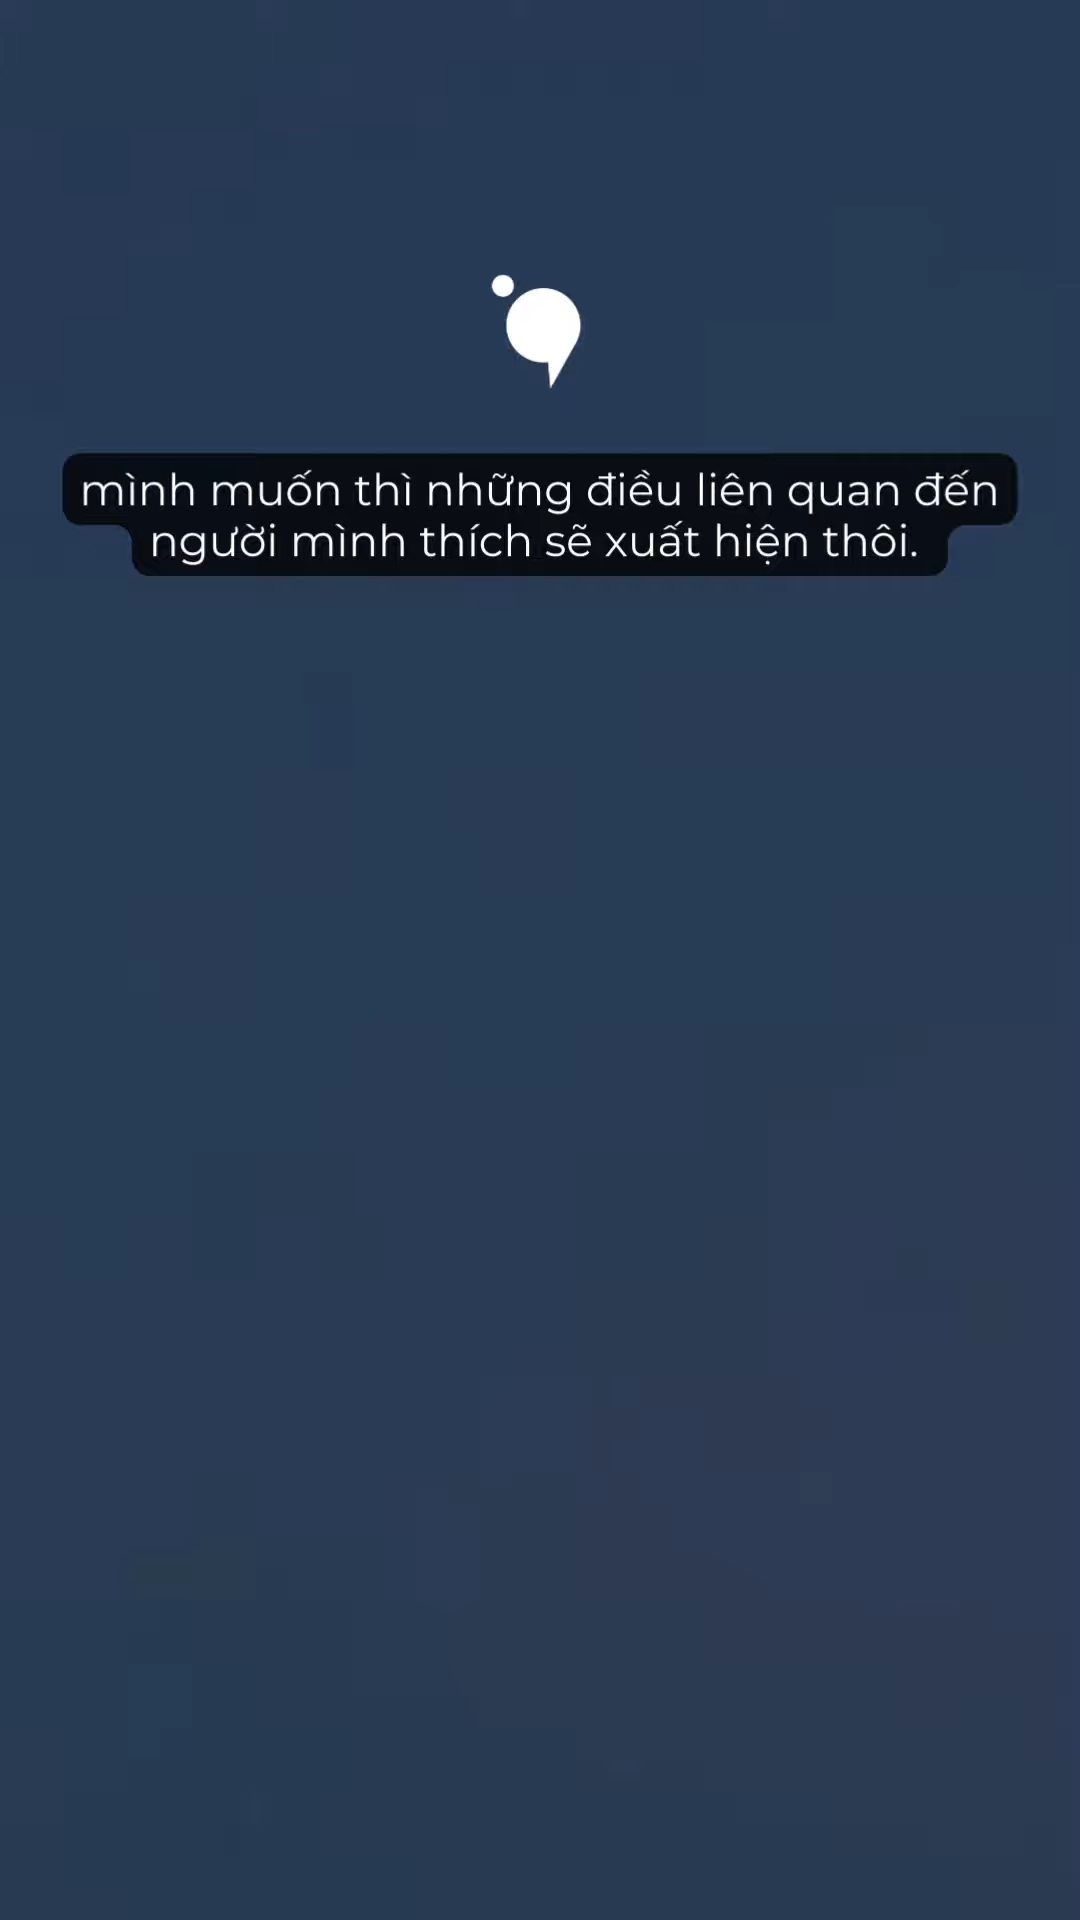 mình muốn thì những điều liên quan đến
người mình thích sẽ xuất hiện thôi.